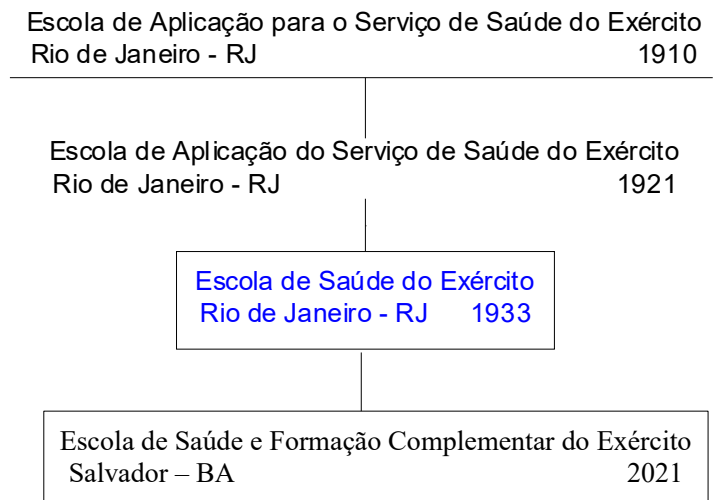 Escola de Aplicação para o Serviço de Saúde do Exército
Rio de Janeiro - RJ 1910
Escola de Aplicação do Serviço de Saúde do Exército
Rio de Janeiro - RJ 1921
Escola de Saúde do Exército
Rio de Janeiro - RJ 1933
Escola de Saúde e Formação Complementar do Exército
Salvador – BA 2021